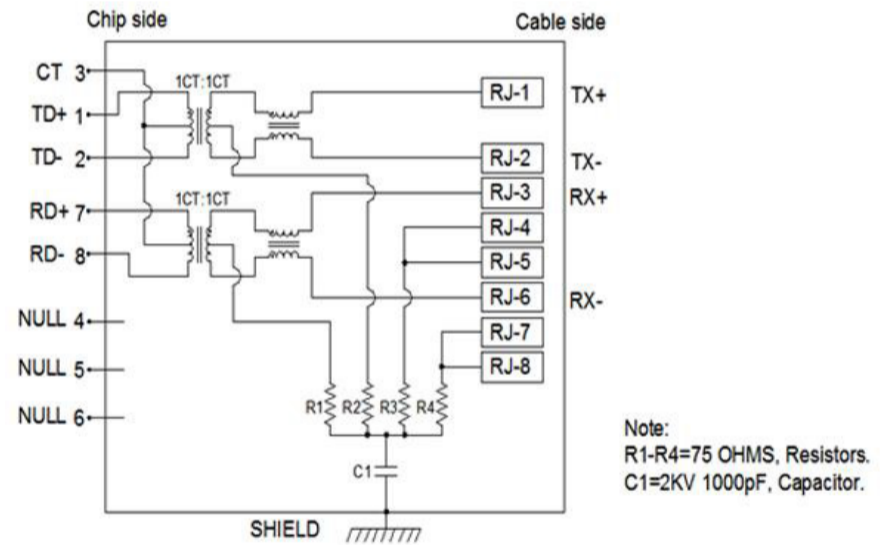 Chip side
Cable side
CT 3
1CT:1CT
RJ-1 TX+
TD+ 1
TD- 2
RJ-2 TX-
RJ-3 RX+
1CT:1CT
RD+ 7
RJ-4
RD- 8
RJ-5
RJ-6 RX-
NULL 4
RJ-7
RJ-8
NULL 5
NULL 6
R1 R2 R3 R4
Note:
R1-R4=75 OHMS, Resistors.
C1=2KV 1000pF, Capacitor.
C1
SHIELD